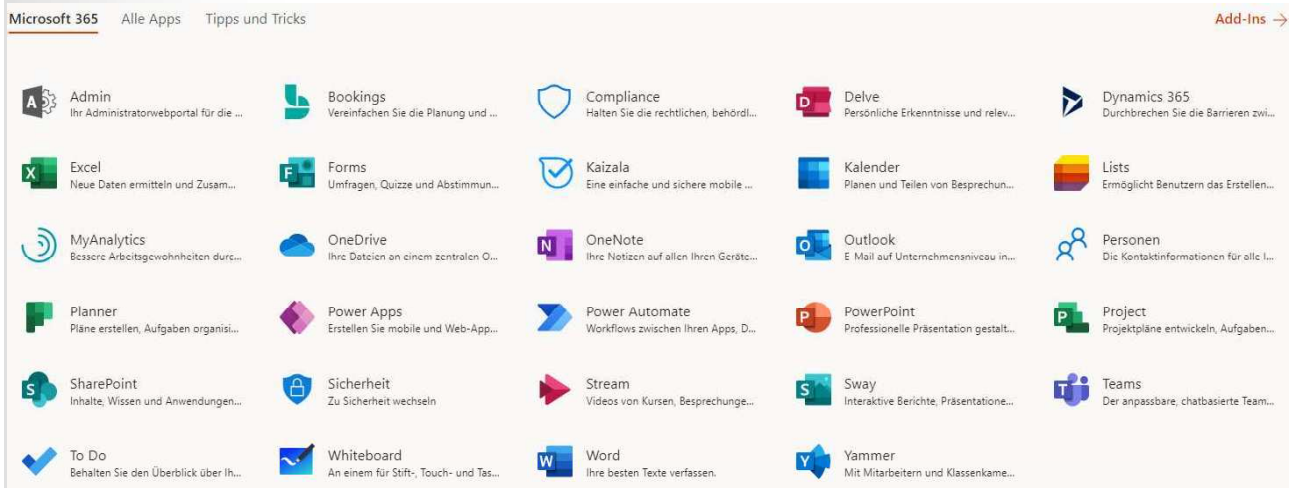 Microsoft 365 Alle Apps Tipps und Tricks Add-Ins →
Admin
Ihr Administratorwebportal für die ...
Bookings
Vereinfachen Sie die Planung und ...
Compliance
Halten Sie die rechtlichen, behördl...
Delve
Persönliche Erkenntnisse und relev...
Dynamics 365
Durchbrechen Sie die Barrieren zwi...
Excel
Neue Daten ermitteln und Zusam...
Forms
Umfragen, Quizze und Abstimmun...
Kaizala
Eine einfache und sichere mobile ...
Kalender
Planen und Teilen von Besprechun...
Lists
Ermöglicht Benutzern das Erstellen...
MyAnalytics
Bessere Arbeitsgewohnheiten durc...
OneDrive
Ihre Dateien an einem zentralen O...
OneNote
Ihre Notizen auf allen Ihren Geräte...
Outlook
E-Mail auf Unternehmensniveau in...
Personen
Die Kontaktinformationen für alle I...
Planner
Pläne erstellen, Aufgaben organisi...
Power Apps
Erstellen Sie mobile und Web-App...
Power Automate
Workflows zwischen Ihren Apps, D...
PowerPoint
Professionelle Präsentation gestalt...
Project
Projektpläne entwickeln, Aufgaben...
SharePoint
Inhalte, Wissen und Anwendungen...
Sicherheit
Zu Sicherheit wechseln
Stream
Videos von Kursen, Besprechunge...
Sway
Interaktive Berichte, Präsentatione...
Teams
Der anpassbare, chatbasierte Team...
To Do
Behalten Sie den Überblick über Ih...
Whiteboard
An einem für Stift-, Touch- und Tas...
Word
Ihre besten Texte verfassen.
Yammer
Mit Mitarbeitern und Klassenkame...